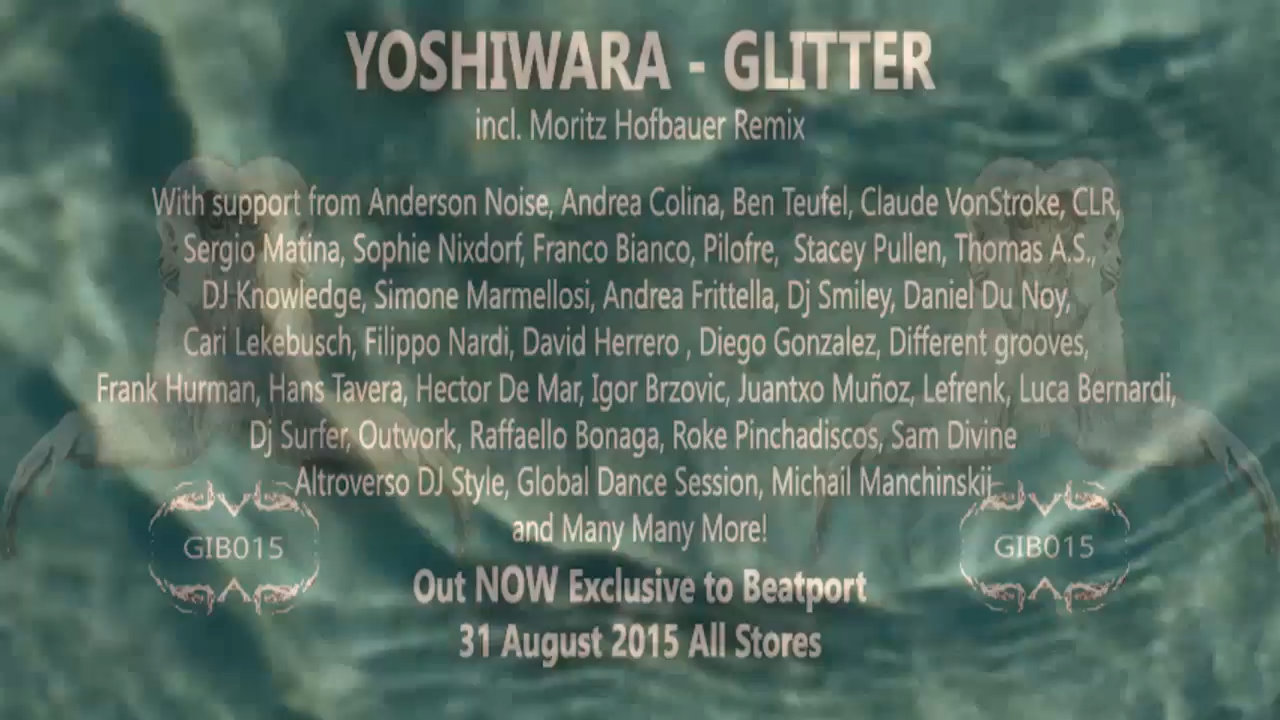 YOSHIWARA - GLITTER
incl. Moritz Hofbauer Remix
With support from Anderson Noise, Andrea Colina, Ben Teufel, Claude VonStroke, CLR,
Sergio Matina, Sophie Nixdorf, Franco Bianco, Pilofre, Stacey Pullen, Thomas A.S.,
DJ Knowledge, Simone Marmellosi, Andrea Frittella, Dj Smiley, Daniel Du Noy,
Cari Lekebusch, Filippo Nardi, David Herrero , Diego Gonzalez, Different grooves,
Frank Hurman, Hans Tavera, Hector De Mar, Igor Brzovic, Juantxo Muñoz, Lefrenk, Luca Bernardi,
Dj Surfer, Outwork, Raffaello Bonaga, Roke Pinchadiscos, Sam Divine
Altroverso DJ Style, Global Dance Session, Michail Manchinskij
and Many Many More!
GIB015
GIB015
Out NOW Exclusive to Beatport
31 August 2015 All Stores